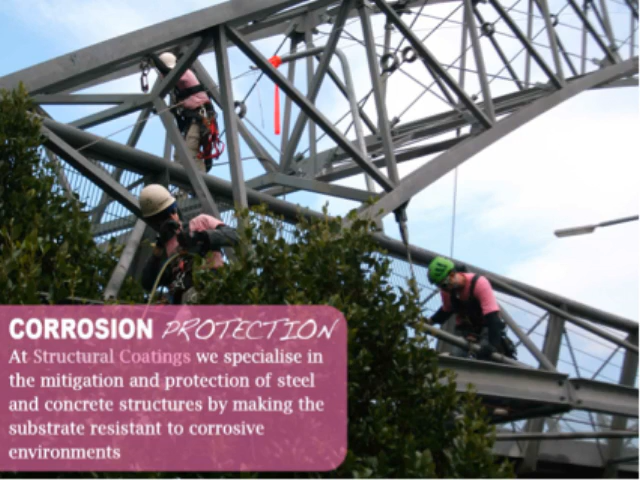 CORROSION PROTECTION
At Structural Coatings we specialise in
the mitigation and protection of steel
and concrete structures by making the
substrate resistant to corrosive
environments